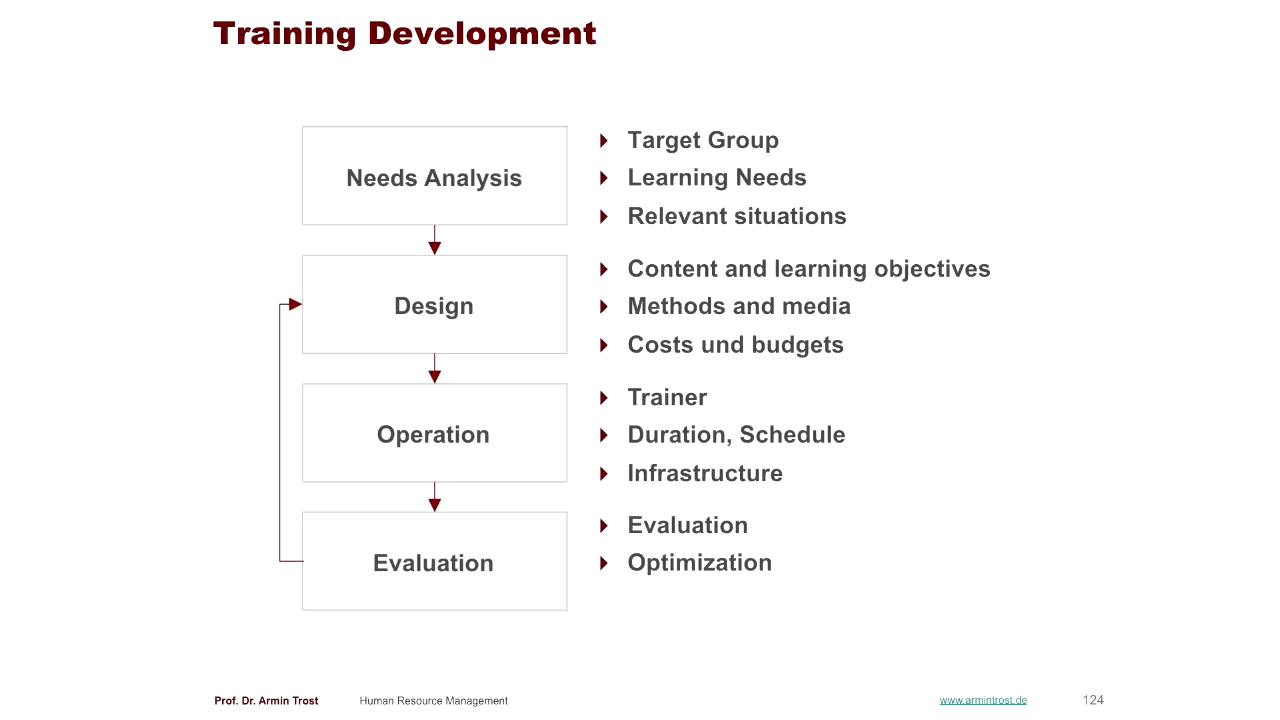 Training Development
Needs Analysis
Target Group
Learning Needs
Relevant situations
Design
Content and learning objectives
Methods and media
Costs und budgets
Operation
Trainer
Duration, Schedule
Infrastructure
Evaluation
Evaluation
Optimization
Prof. Dr. Armin Trost Human Resource Management www.armintrost.de 124